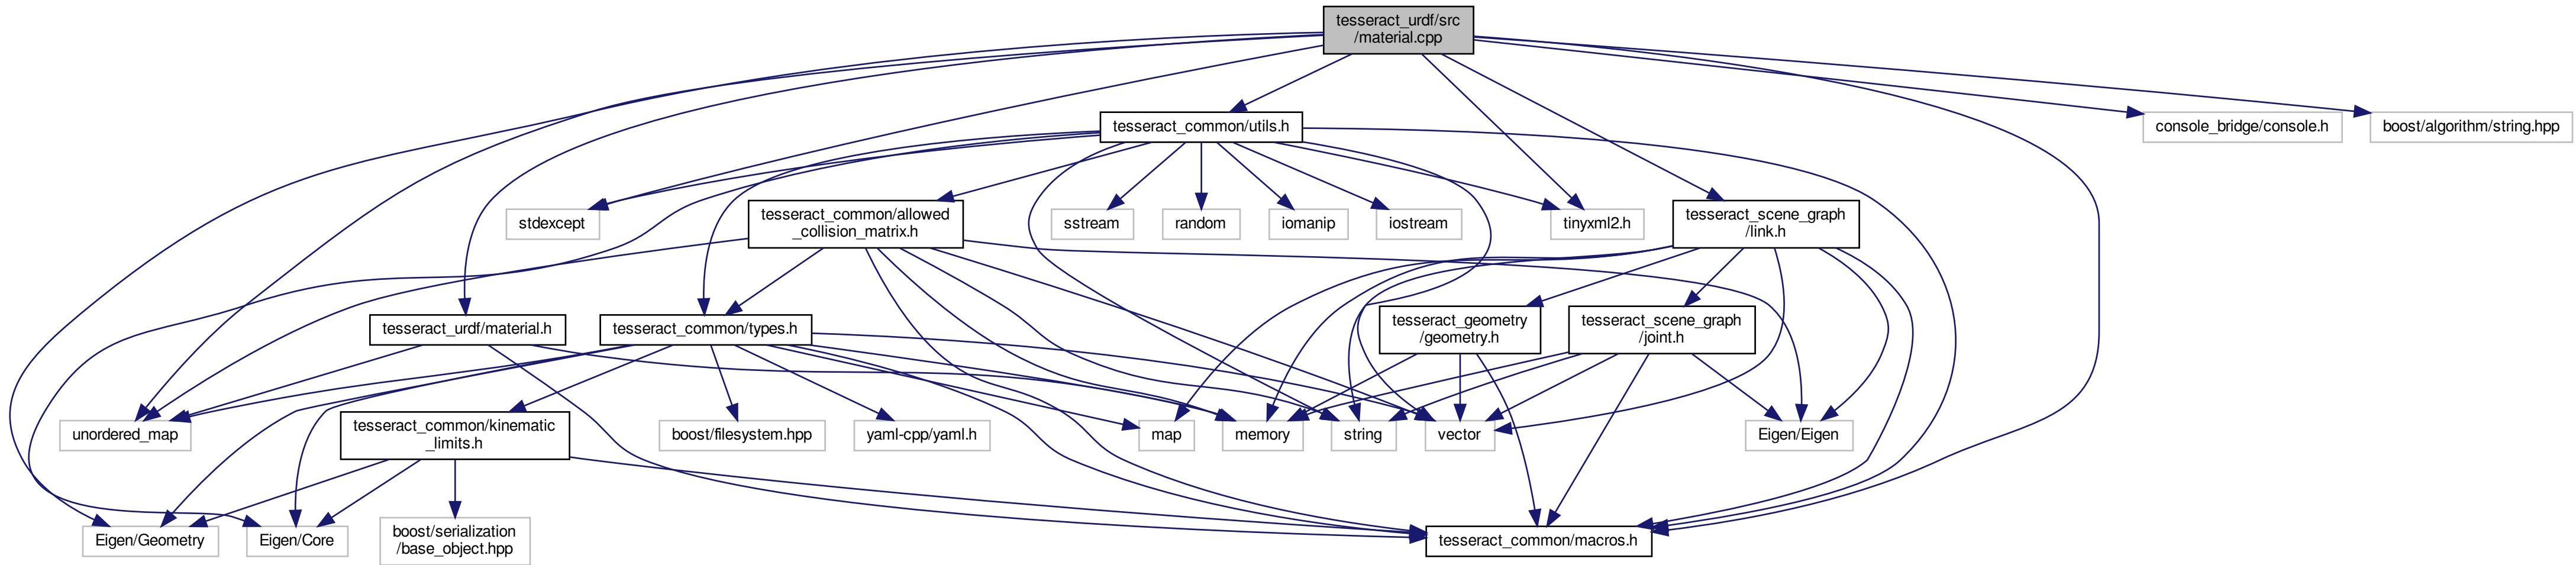 tesseract_urdf/src
/material.cpp
tesseract_common/utils.h
console_bridge/console.h
boost/algorithm/string.hpp
stdexcept
tesseract_common/allowed
_collision_matrix.h
sstream
random
iomanip
iostream
tinyxml2.h
tesseract_scene_graph
/link.h
tesseract_urdf/material.h
tesseract_common/types.h
tesseract_geometry
/geometry.h
tesseract_scene_graph
/joint.h
unordered_map
tesseract_common/kinematic
_limits.h
boost/filesystem.hpp
yaml-cpp/yaml.h
map
memory
string
vector
Eigen/Eigen
Eigen/Geometry
Eigen/Core
boost/serialization
/base_object.hpp
tesseract_common/macros.h